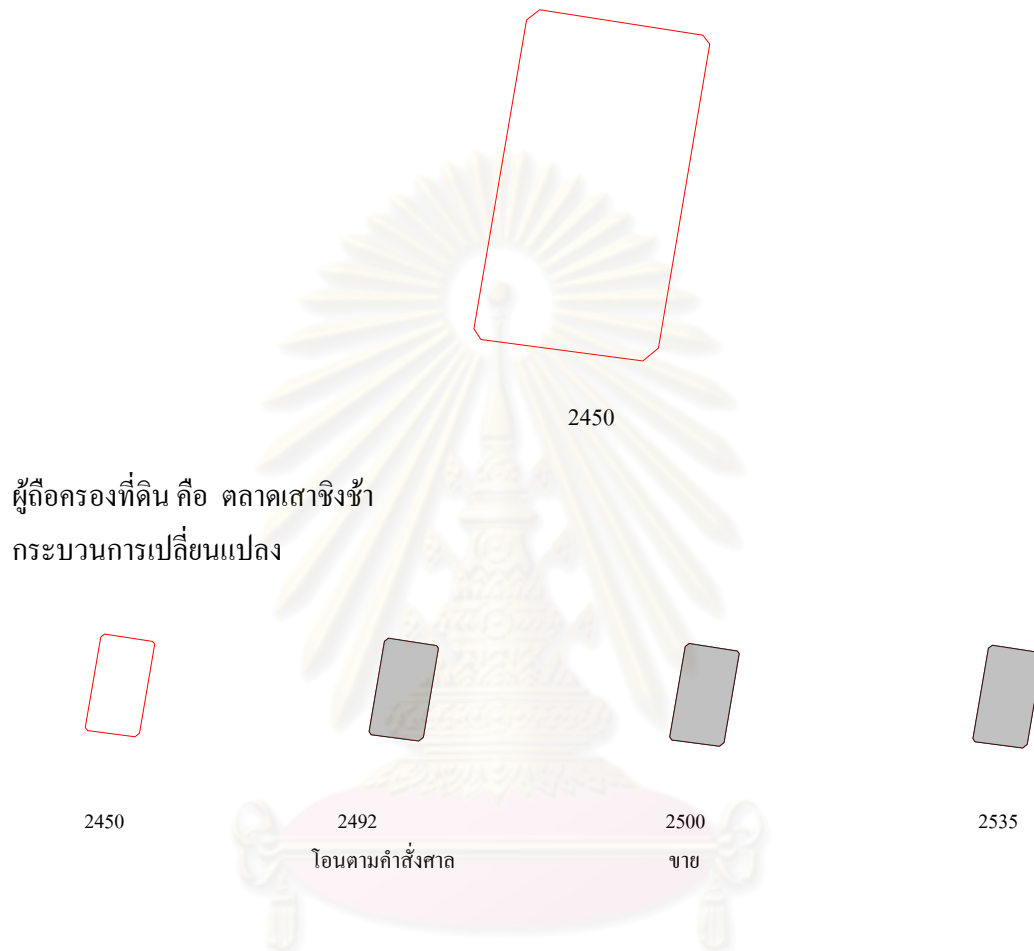 2450
ผู้ถือครองที่ดิน คือ ตลาดเสาชิงช้า
กระบวนการเปลี่ยนแปลง
2450 2492 2500 2535
โอนตามคำสั่งศาล ขาย